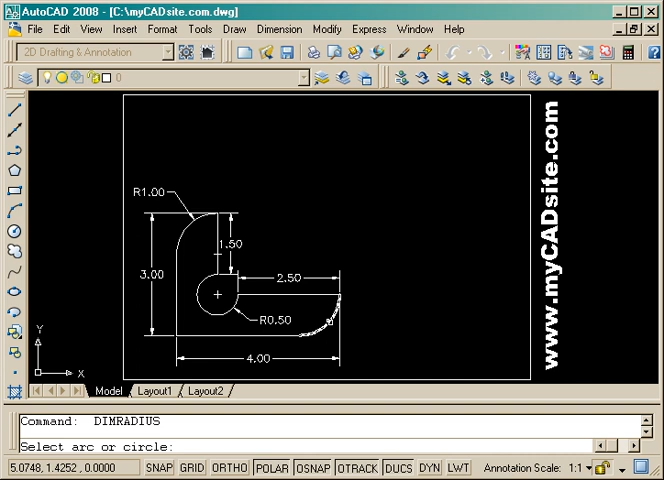 AutoCAD 2008 - [C:\myCADsite.com.dwg]
File Edit View Insert Format Tools Draw Dimension Modify Express Window Help
2D Drafting & Annotation
0
R1.00
1.50
3.00
2.50
R0.50
4.00
Y
X
www.myCADsite.com
Model Layout1 Layout2
Command: DIMRADIUS
Select arc or circle:
5.0748, 1.4252, 0.0000 SNAP GRID ORTHO POLAR OSNAP OTRACK DUCS DYN LWT Annotation Scale: 1:1